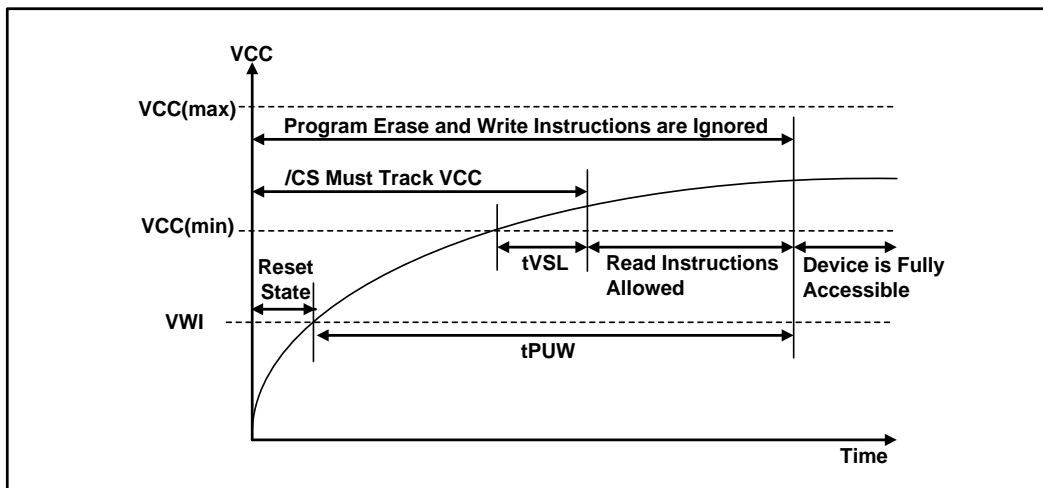 VCC
VCC(max)
Program Erase and Write Instructions are Ignored
/CS Must Track VCC
VCC(min)
tVSL
Read Instructions
Allowed
Device is Fully
Accessible
Reset
State
VWI
tPUW
Time